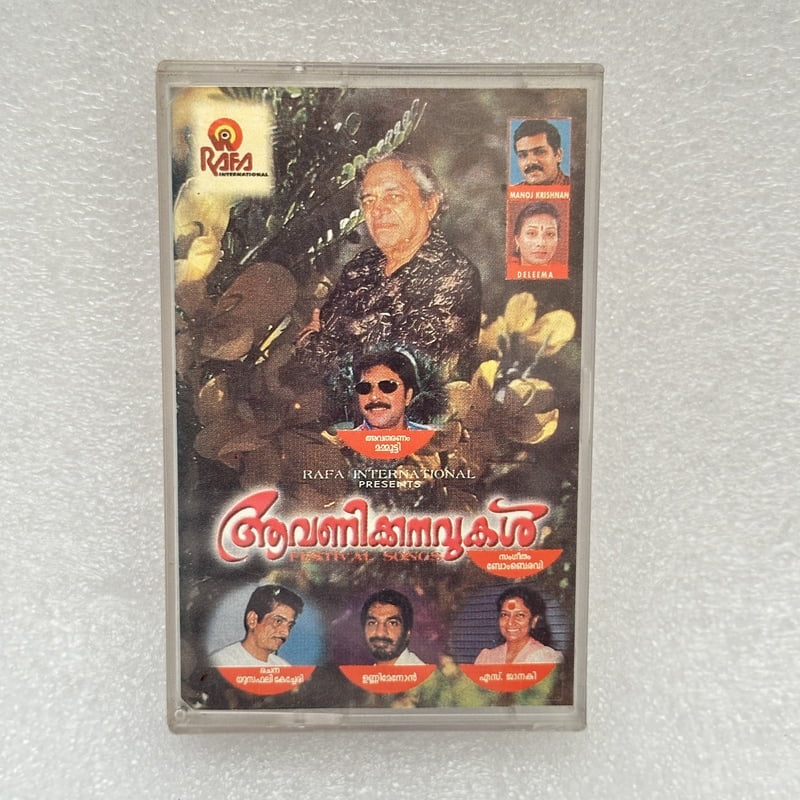 RAFA
INTERNATIONAL
MANOJ KRISHNAN
DELEEMA
അവതരണം
മമ്മൂട്ടി
RAFA INTERNATIONAL
PRESENTS
ആവണിക്കനവുകൾ
FESTIVAL SONGS
സംഗീതം
ബോംബെരവി
രചന
യൂസഫലി കേച്ചേരി
ഉണ്ണിമേനോൻ
എസ്. ജാനകി